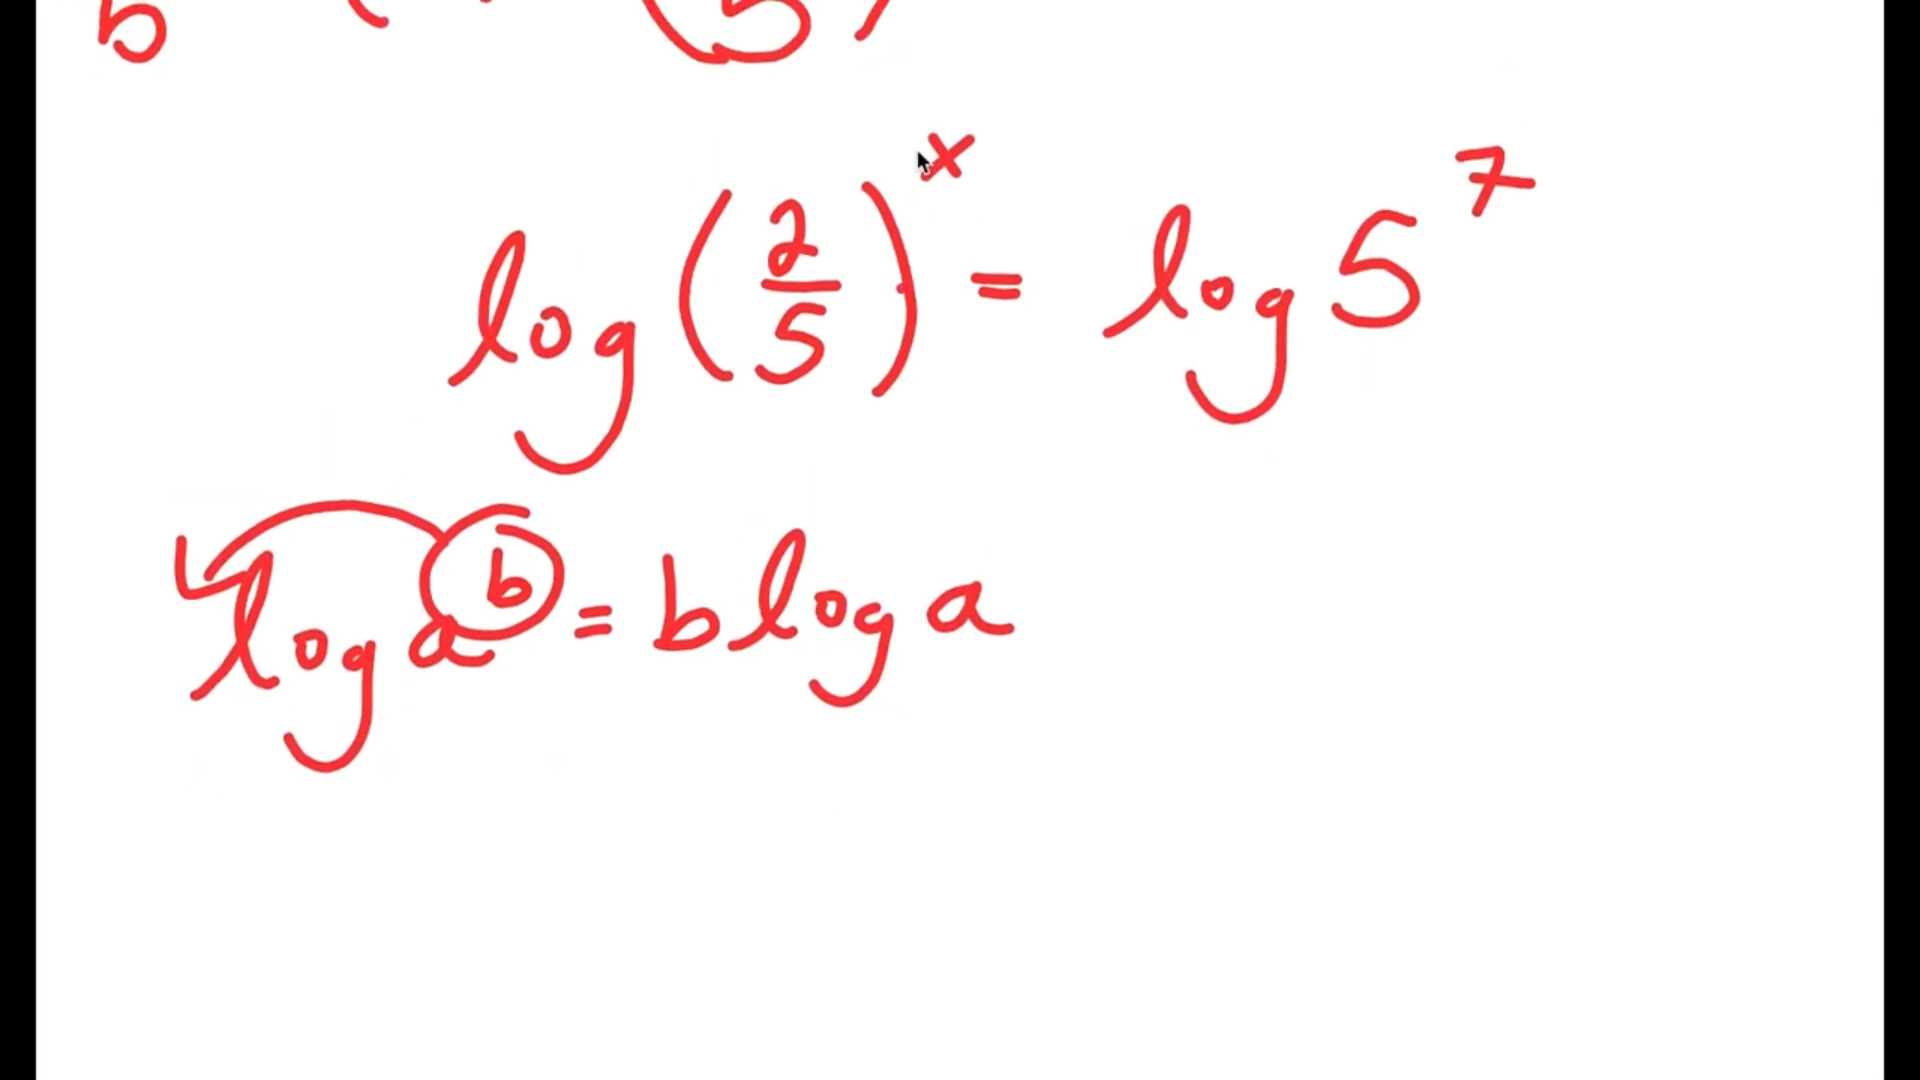 log (2/5)^x = log 5^7
log a^b = b log a